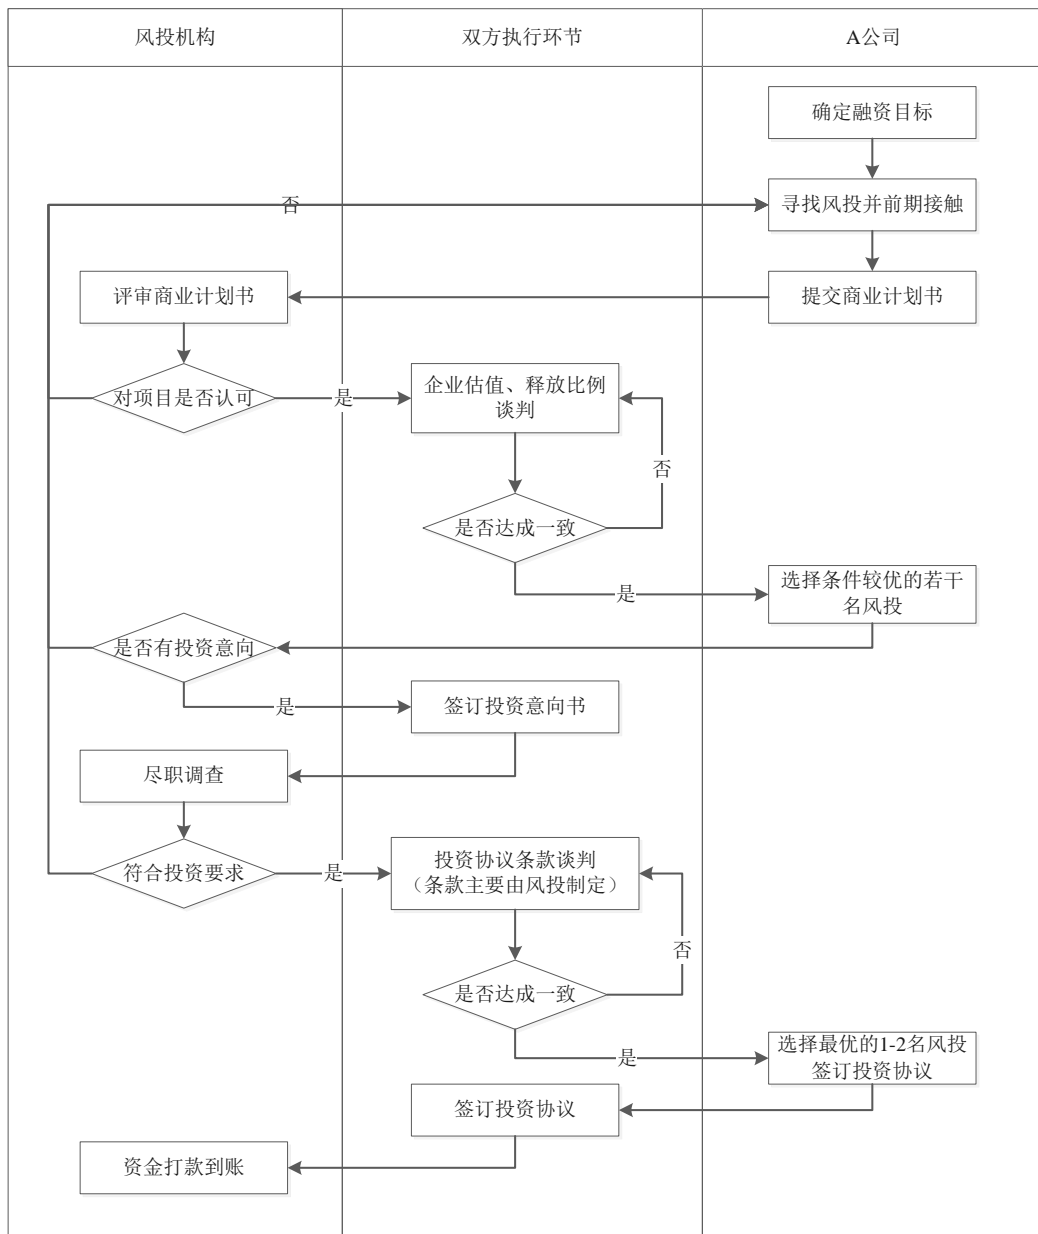 风投机构
双方执行环节
A公司
确定融资目标
否
寻找风投并前期接触
评审商业计划书
提交商业计划书
对项目是否认可
是
企业估值、释放比例
谈判
否
是否达成一致
是
选择条件较优的若干
名风投
是否有投资意向
是
签订投资意向书
尽职调查
符合投资要求
是
投资协议条款谈判
（条款主要由风投制定）
否
是否达成一致
是
选择最优的1-2名风投
签订投资协议
签订投资协议
资金打款到账